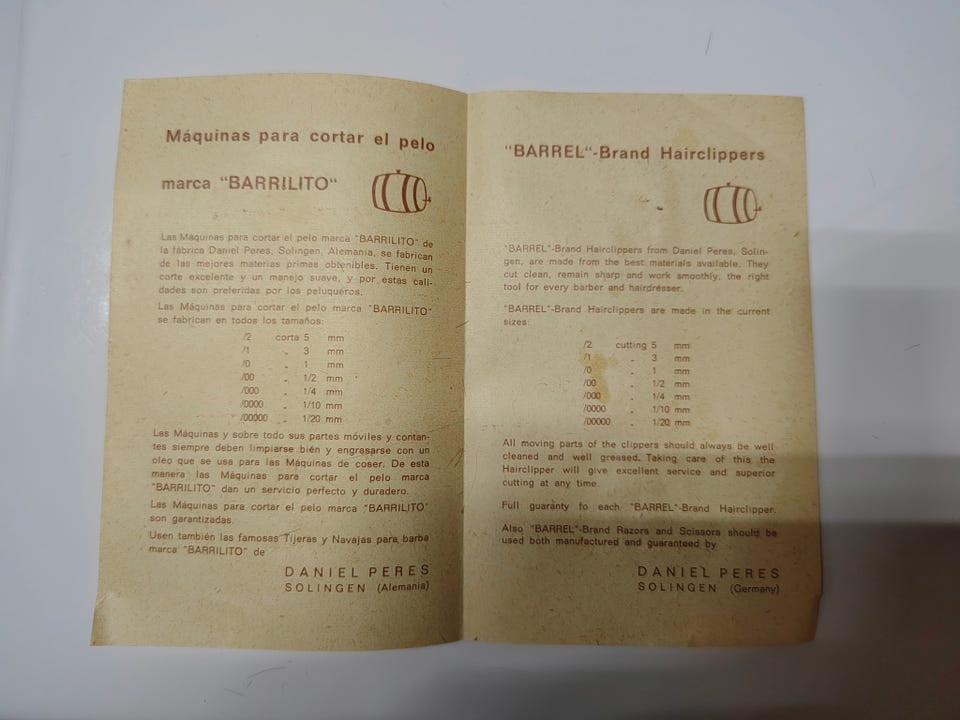 Máquinas para cortar el pelo
marca "BARRILITO"
Las Máquinas para cortar el pelo marca "BARRILITO" de
la fábrica Daniel Peres, Solingen, Alemania, se fabrican
de las mejores materias primas obtenibles. Tienen un
corte excelente y un manejo suave, y por estas cali-
dades son preferidas por los peluqueros.
Las Máquinas para cortar el pelo marca "BARRILITO"
se fabrican en todos los tamaños:
/2 corta 5 mm
/1 „ 3 mm
/0 „ 1 mm
/00 „ 1/2 mm
/000 „ 1/4 mm
/0000 „ 1/10 mm
/00000 „ 1/20 mm
Las Máquinas y sobre todo sus partes móviles y contan-
tes siempre deben limpiarse bién y engrasarse con un
oleo que se usa para las Máquinas de coser. De esta
manera las Máquinas para cortar el pelo marca
"BARRILITO" dan un servicio perfecto y duradero.
Las Máquinas para cortar el pelo marca "BARRILITO"
son garantizadas.
Usen también las famosas Tijeras y Navajas para barba
marca "BARRILITO" de
DANIEL PERES
SOLINGEN (Alemania)
"BARREL"-Brand Hairclippers
"BARREL"-Brand Hairclippers from Daniel Peres, Solin-
gen, are made from the best materials available. They
cut clean, remain sharp and work smoothly, the right
tool for every barber and hairdresser.
"BARREL"-Brand Hairclippers are made in the current
sizes:
/2 cutting 5 mm
/1 „ 3 mm
/0 „ 1 mm
/00 „ 1/2 mm
/000 „ 1/4 mm
/0000 „ 1/10 mm
/00000 „ 1/20 mm
All moving parts of the clippers should always be well
cleaned and well greased. Taking care of this the
Hairclipper will give excellent service and superior
cutting at any time.
Full guaranty fo each "BARREL"-Brand Hairclipper.
Also "BARREL"-Brand Razors and Scissors should be
used both manufactured and guaranteed by
DANIEL PERES
SOLINGEN (Germany)